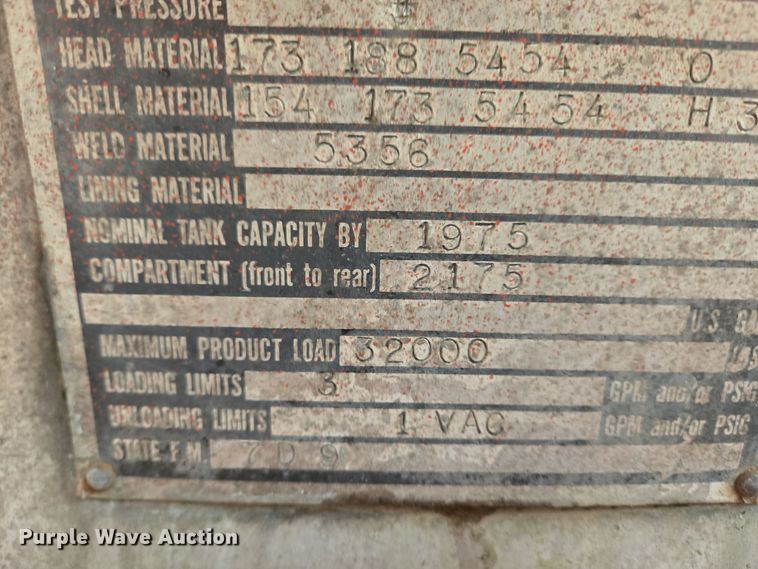 TEST PRESSURE
HEAD MATERIAL 173 188 5454 0
SHELL MATERIAL 154 173 5454 H 3
WELD MATERIAL 5356
LINING MATERIAL
NOMINAL TANK CAPACITY BY 1975
COMPARTMENT (front to rear) 2175
U.S. G
MAXIMUM PRODUCT LOAD 32000
LOADING LIMITS 3 GPM and/or PSIG
UNLOADING LIMITS 1 VAC GPM and/or PSIG
STATE F.M. 7D9
Purple Wave Auction